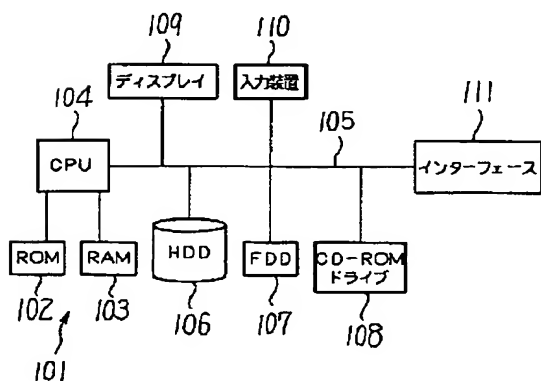 109
110
ディスプレイ
入力装置
104
111
105
CPU
インターフェース
ROM
RAM
HDD
FDD
CD-ROM
ドライブ
102
103
106
107
108
101